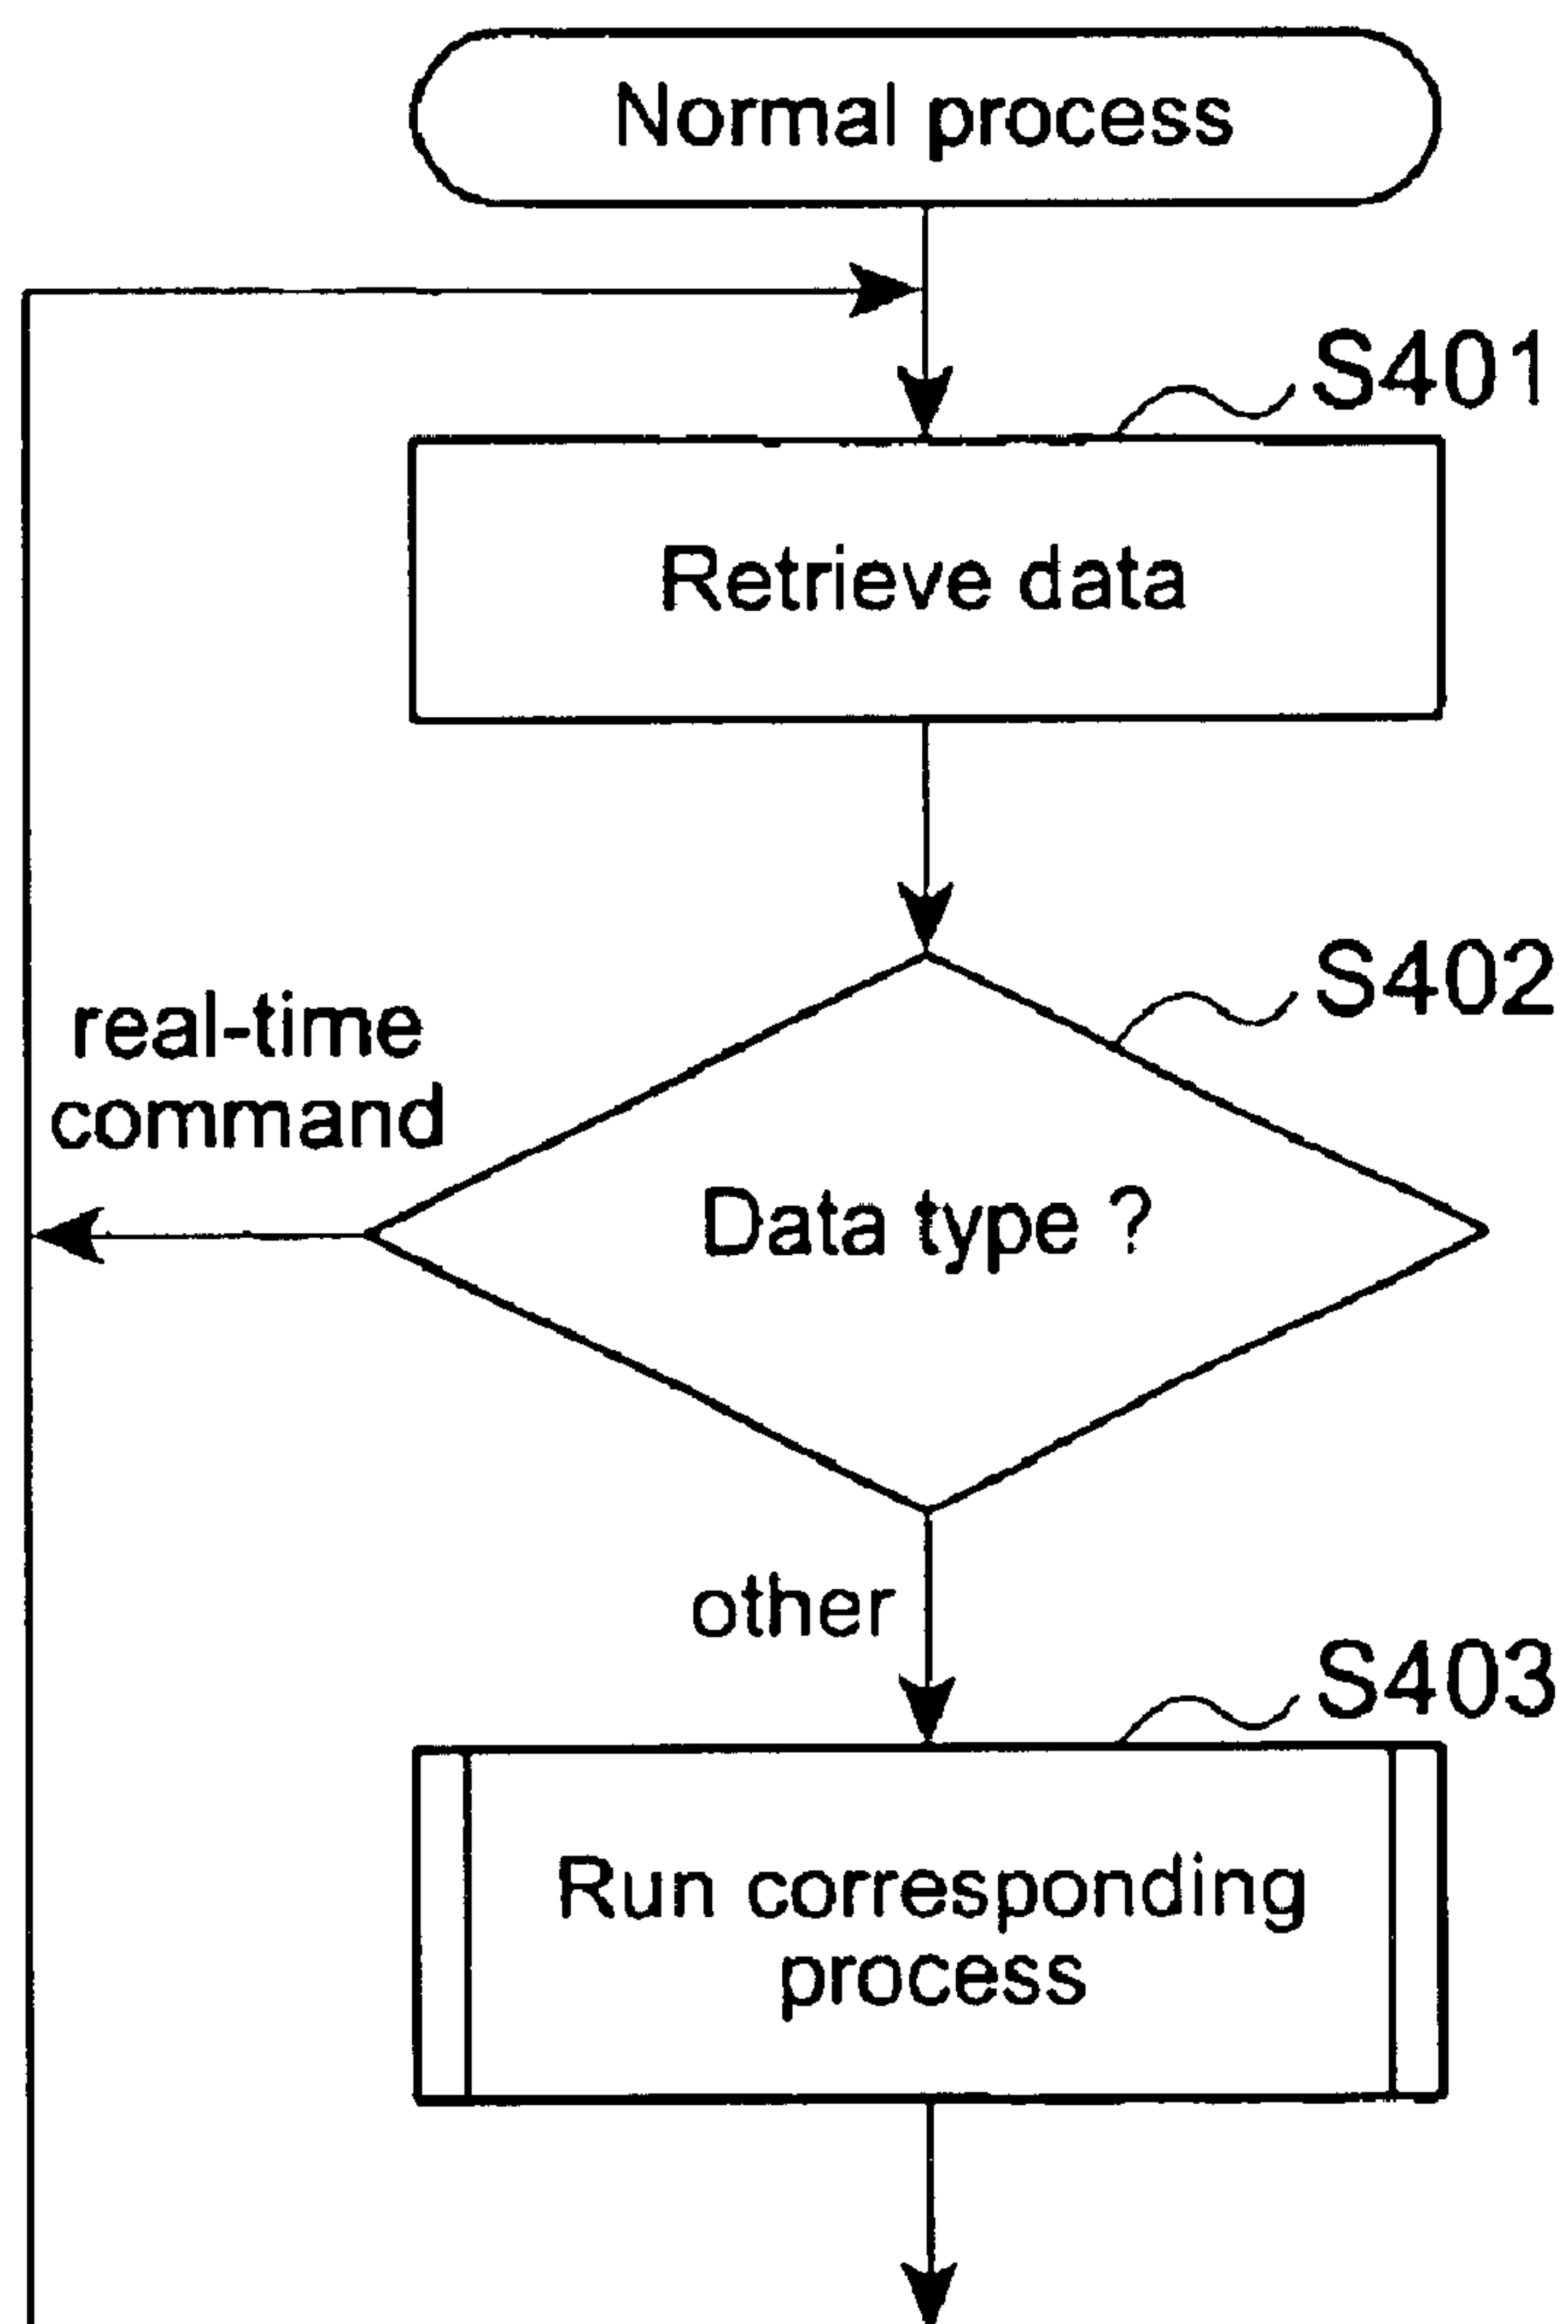 Normal process
S401
Retrieve data
S402
real-time
command
Data type ?
other
S403
Run corresponding
process